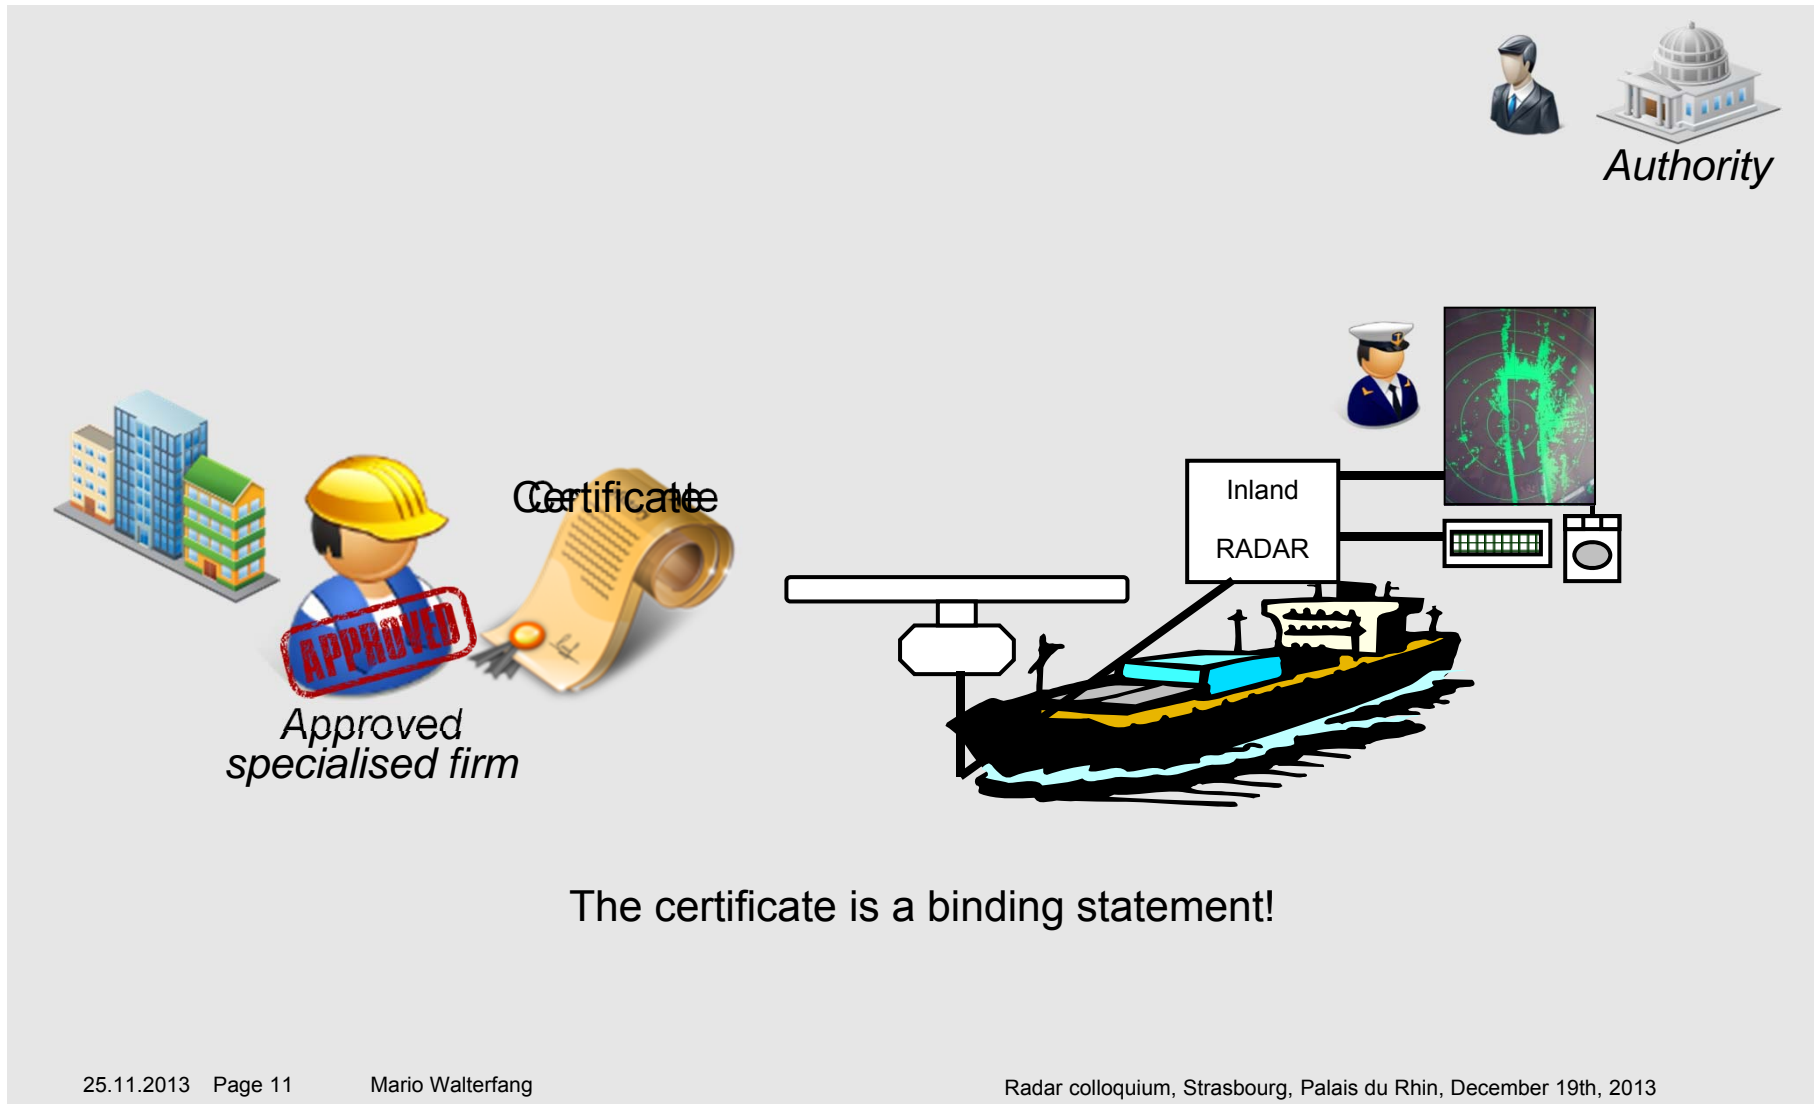 Authority
Certificate
Certificate
Inland
RADAR
APPROVED
Approved
specialised firm
The certificate is a binding statement!
25.11.2013 Page 11 Mario Walterfang
Radar colloquium, Strasbourg, Palais du Rhin, December 19th, 2013